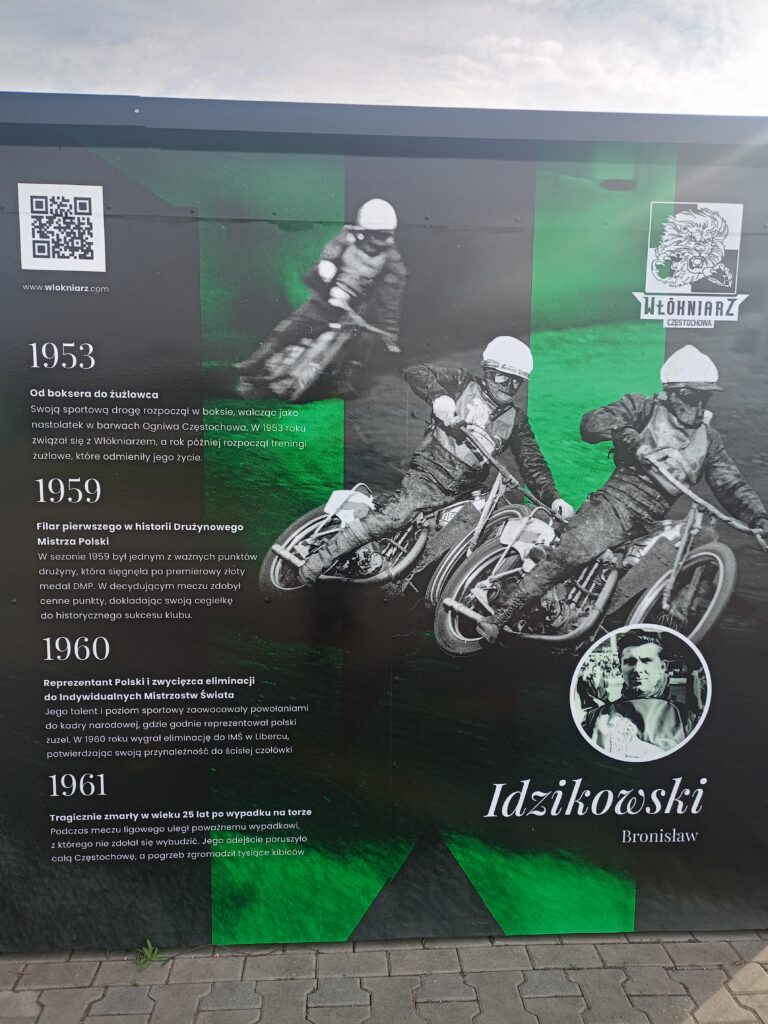 www.wlokniarz.com
WŁÓKNIARZ
CZĘSTOCHOWA
1953
Od boksera do żużlowca
Swoją sportową drogę rozpoczął w boksie, walcząc jako
nastolatek w barwach Ogniwa Częstochowa. W 1953 roku
związał się z Włókniarzem, a rok później rozpoczął treningi
żużlowe, które odmieniły jego życie.
1959
Filar pierwszego w historii Drużynowego
Mistrza Polski
W sezonie 1959 był jednym z ważnych punktów
drużyny, która sięgnęła po premierowy złoty
medal DMP. W decydującym meczu zdobył
cenne punkty, dokładając swoją cegiełkę
do historycznego sukcesu klubu.
1960
Reprezentant Polski i zwycięzca eliminacji
do Indywidualnych Mistrzostw Świata
Jego talent i poziom sportowy zaowocowały powołaniami
do kadry narodowej, gdzie godnie reprezentował polski
żużel. W 1960 roku wygrał eliminację do IMŚ w Libercu,
potwierdzając swoją przynależność do ścisłej czołówki
1961
Tragicznie zmarły w wieku 25 lat po wypadku na torze
Podczas meczu ligowego uległ poważnemu wypadkowi,
z którego nie zdołał się wybudzić. Jego odejście poruszyło
całą Częstochowę, a pogrzeb zgromadził tysiące kibiców
Idzikowski
Bronisław